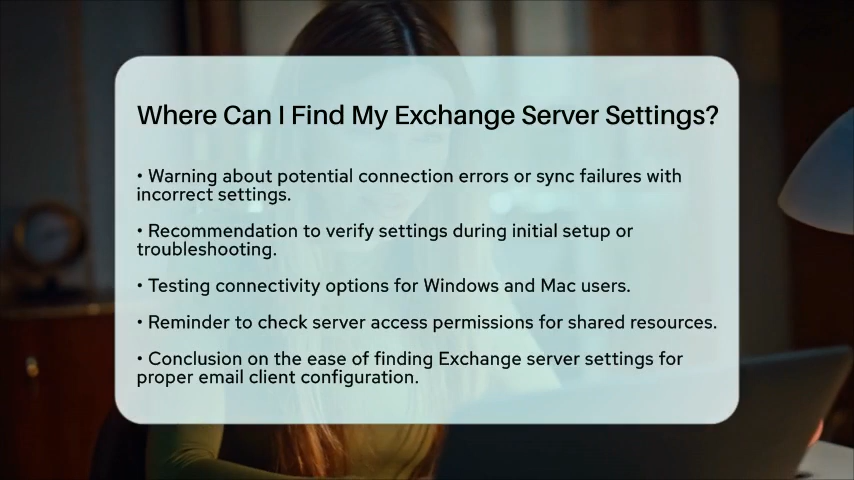 Where Can I Find My Exchange Server Settings?
• Warning about potential connection errors or sync failures with
incorrect settings.
• Recommendation to verify settings during initial setup or
troubleshooting.
• Testing connectivity options for Windows and Mac users.
• Reminder to check server access permissions for shared resources.
• Conclusion on the ease of finding Exchange server settings for
proper email client configuration.